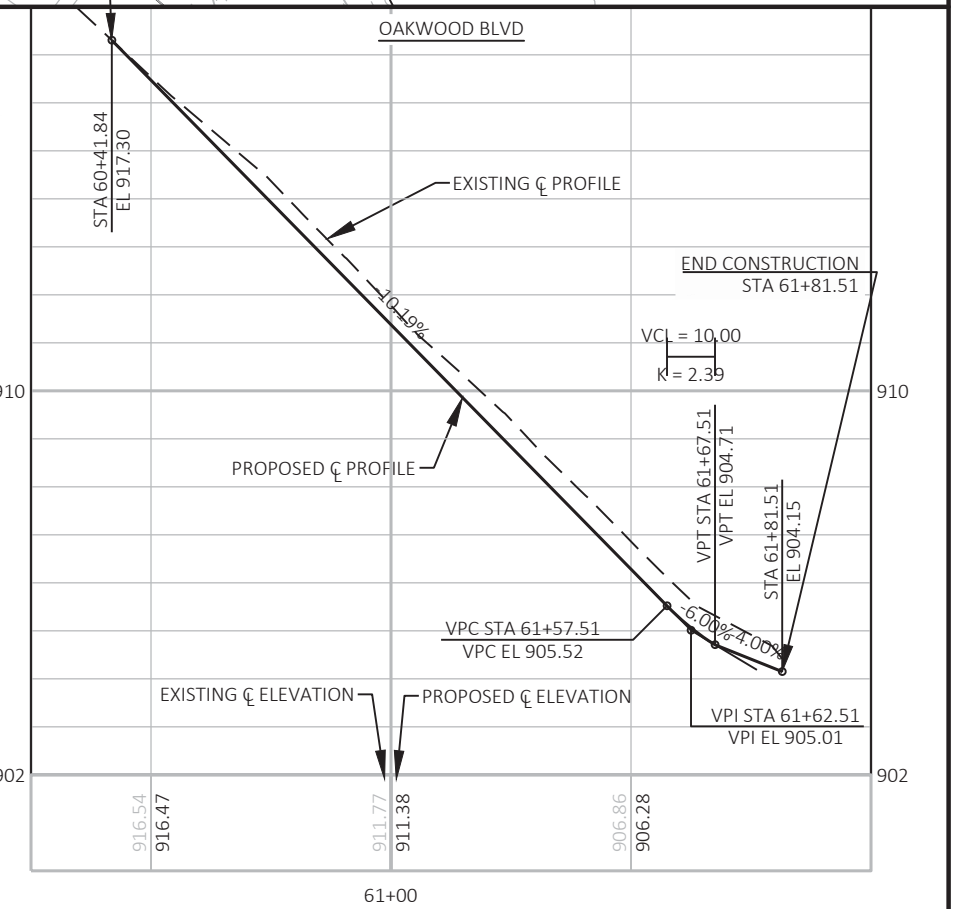 OAKWOOD BLVD
STA 60+41.84
EL 917.30
EXISTING ℄ PROFILE
-10.19%
END CONSTRUCTION
STA 61+81.51
VCL = 10.00
K = 2.39
910
910
PROPOSED ℄ PROFILE
VPT STA 61+67.51
VPT EL 904.71
STA 61+81.51
EL 904.15
-6.00%
-4.00%
VPC STA 61+57.51
VPC EL 905.52
EXISTING ℄ ELEVATION
PROPOSED ℄ ELEVATION
VPI STA 61+62.51
VPI EL 905.01
902
902
916.54
916.47
911.77
911.38
906.86
906.28
61+00